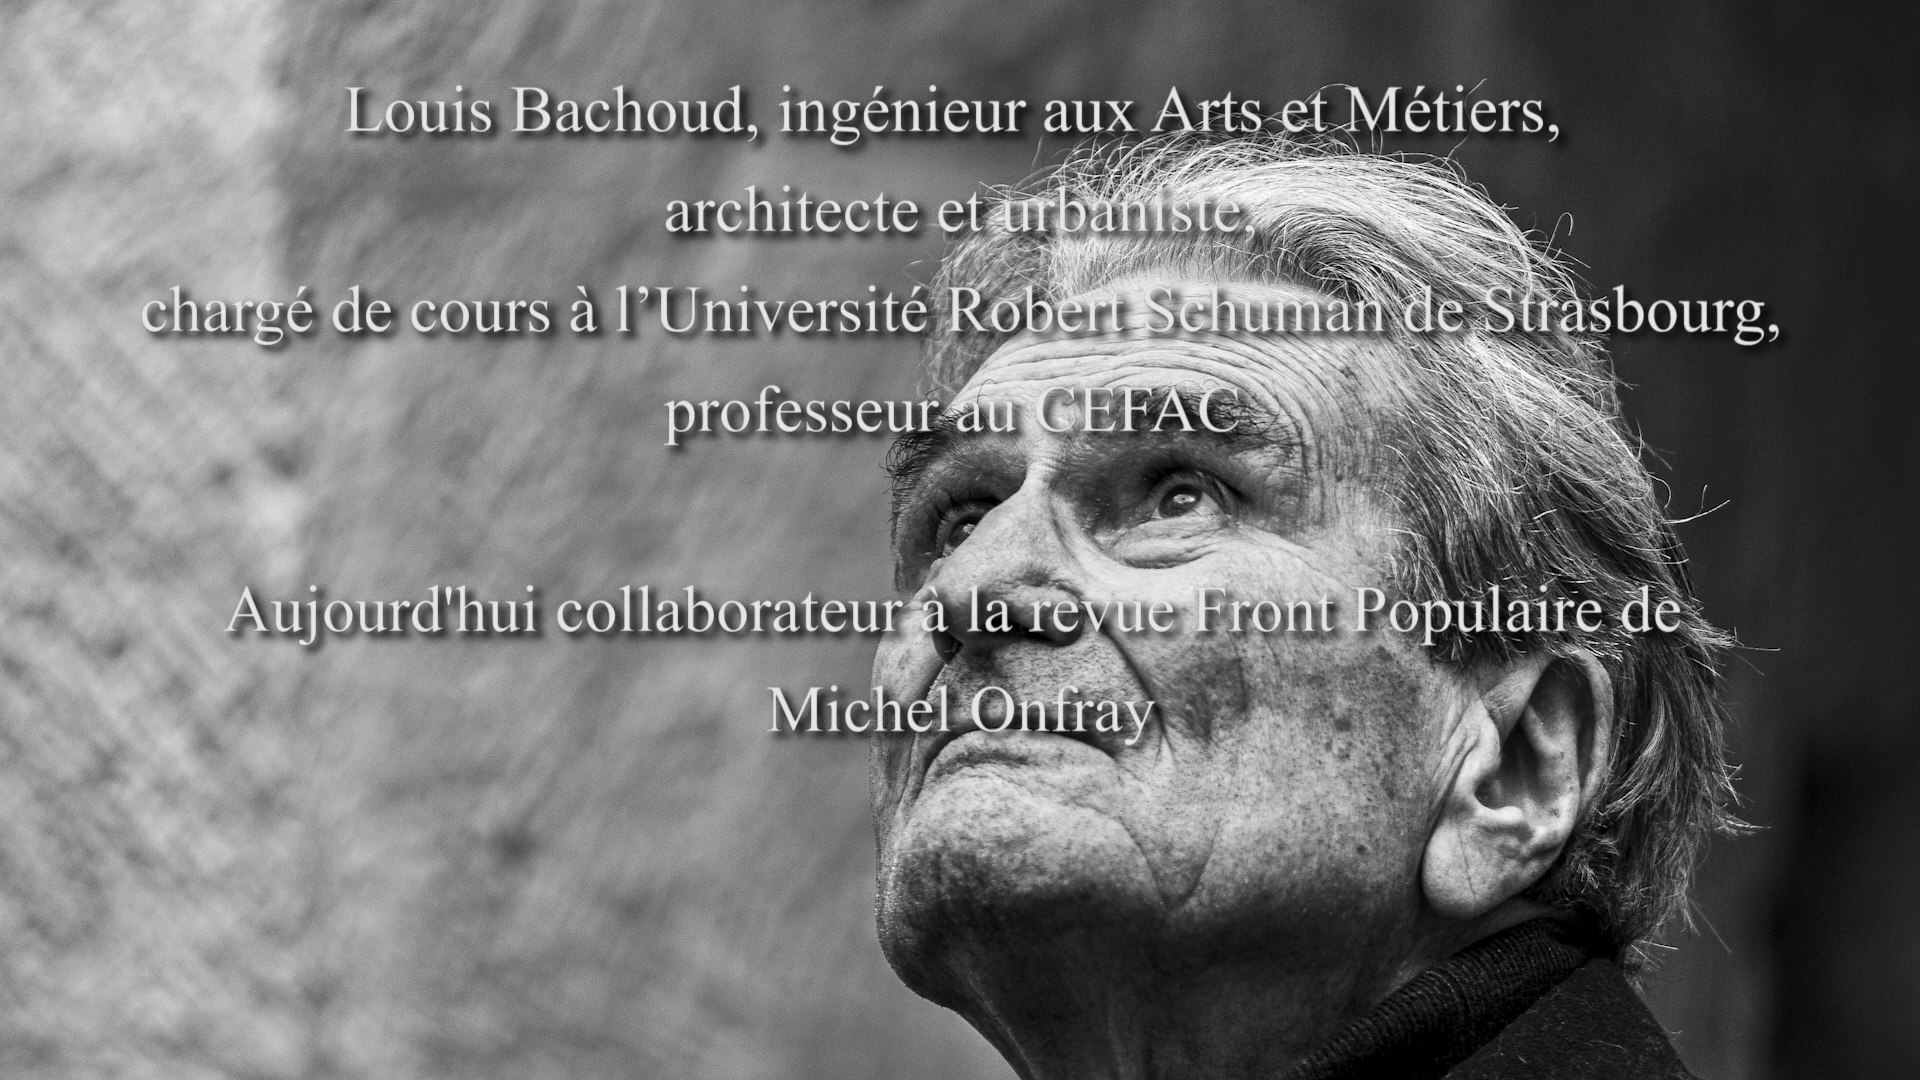 Louis Bachoud, ingénieur aux Arts et Métiers,
architecte et urbaniste,
chargé de cours à l’Université Robert Schuman de Strasbourg,
professeur au CEFAC
Aujourd'hui collaborateur à la revue Front Populaire de
Michel Onfray